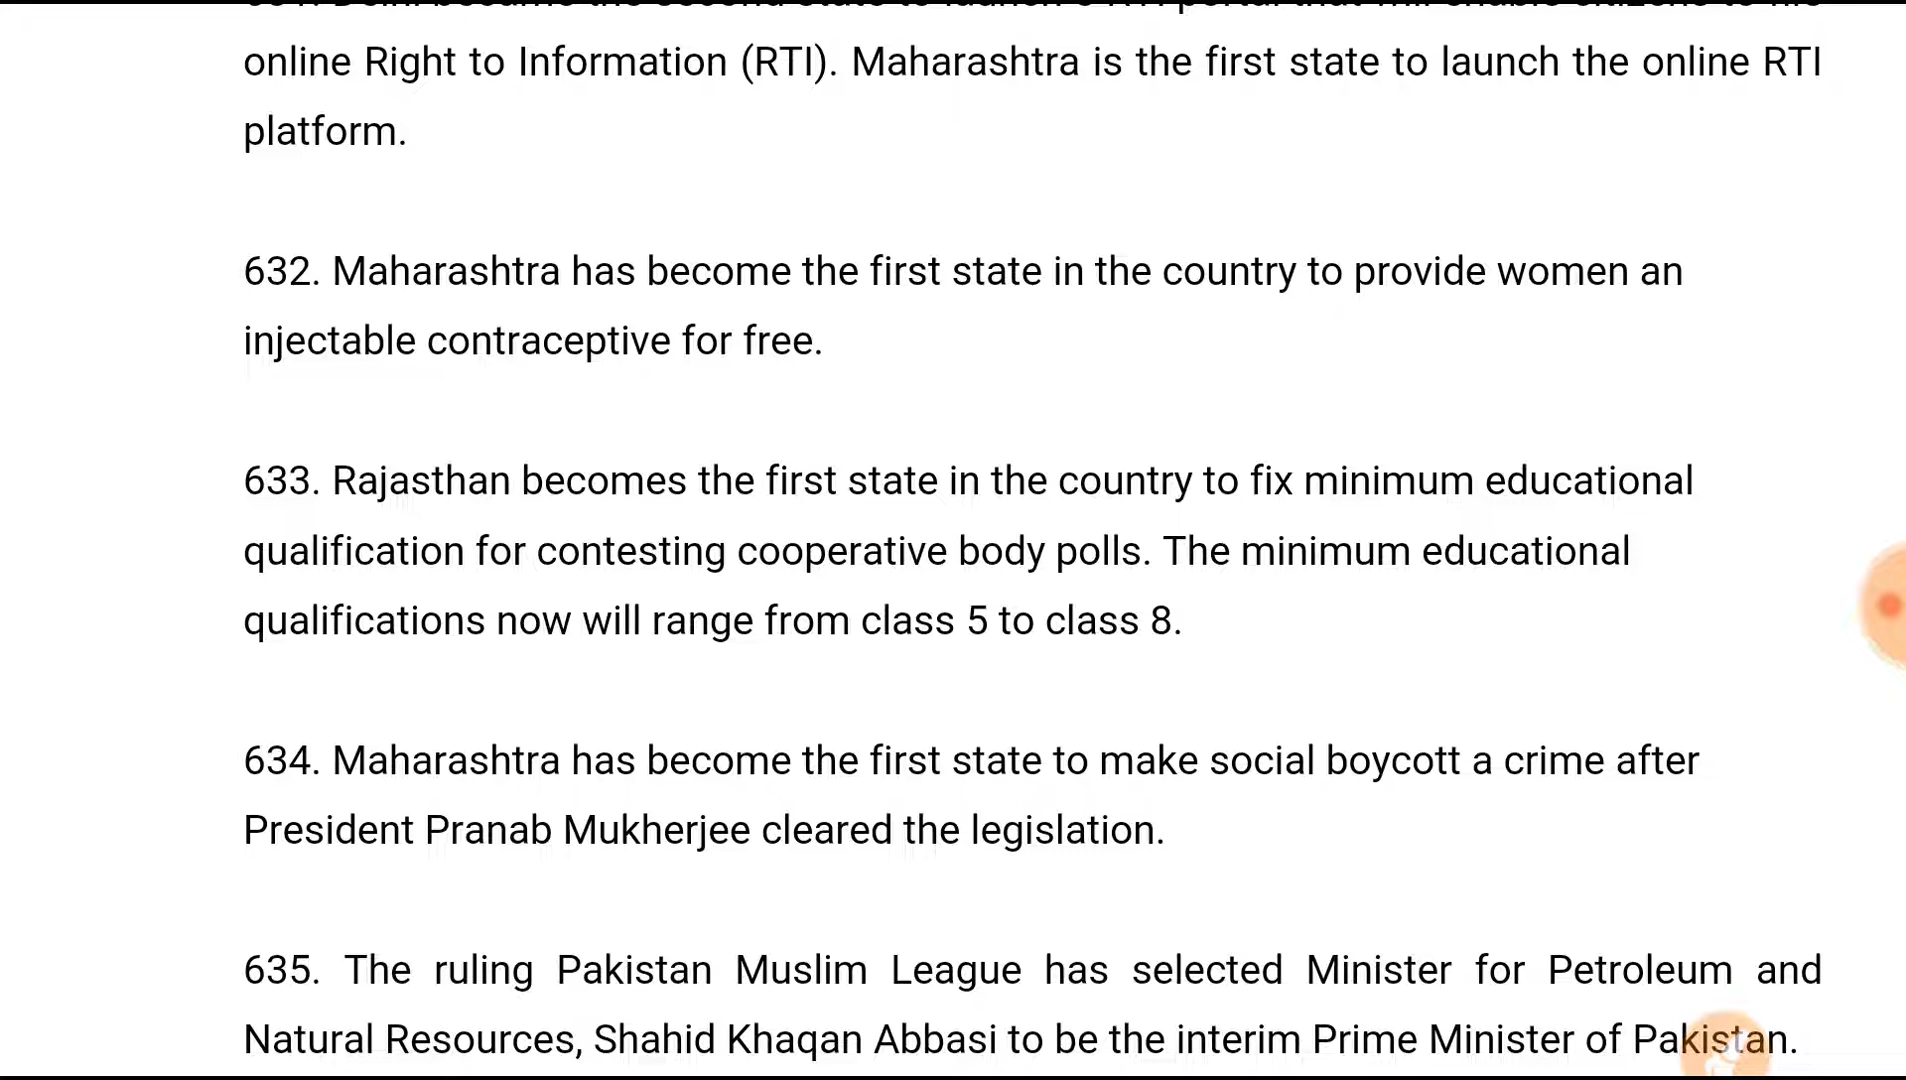 online Right to Information (RTI). Maharashtra is the first state to launch the online RTI
platform.
632. Maharashtra has become the first state in the country to provide women an
injectable contraceptive for free.
633. Rajasthan becomes the first state in the country to fix minimum educational
qualification for contesting cooperative body polls. The minimum educational
qualifications now will range from class 5 to class 8.
634. Maharashtra has become the first state to make social boycott a crime after
President Pranab Mukherjee cleared the legislation.
635. The ruling Pakistan Muslim League has selected Minister for Petroleum and
Natural Resources, Shahid Khaqan Abbasi to be the interim Prime Minister of Pakistan.